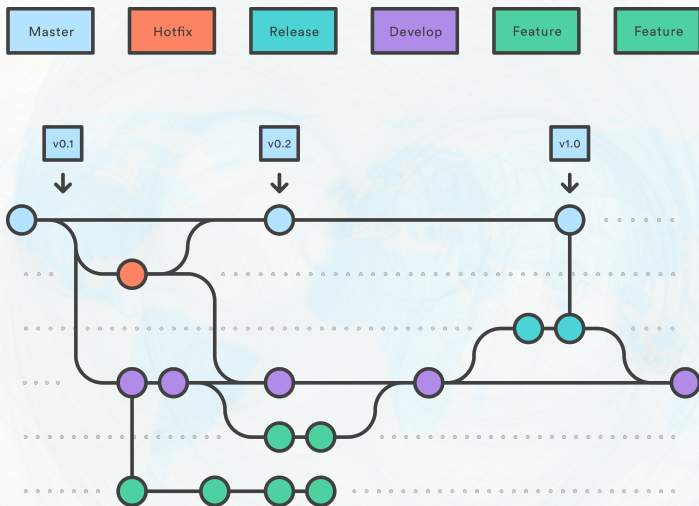 Master
Hotfix
Release
Develop
Feature
Feature
v0.1
v0.2
v1.0